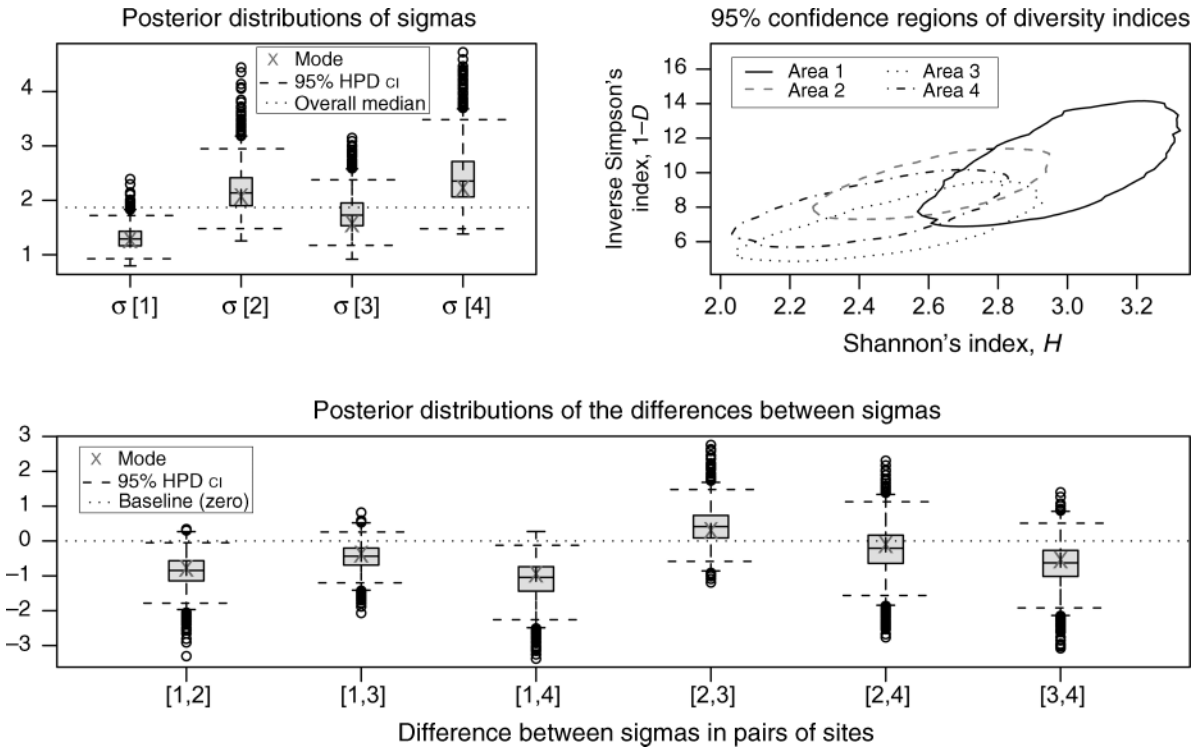 Posterior distributions of sigmas
4
3
2
1
× Mode
95% HPD CI
Overall median
σ [1] σ [2] σ [3] σ [4]
95% confidence regions of diversity indices
Inverse Simpson's
index, 1–D
16
14
12
10
8
6
Area 1 Area 3
Area 2 Area 4
2.0 2.2 2.4 2.6 2.8 3.0 3.2
Shannon's index, H
Posterior distributions of the differences between sigmas
3
2
1
0
–1
–2
–3
× Mode
95% HPD CI
Baseline (zero)
[1,2] [1,3] [1,4] [2,3] [2,4] [3,4]
Difference between sigmas in pairs of sites